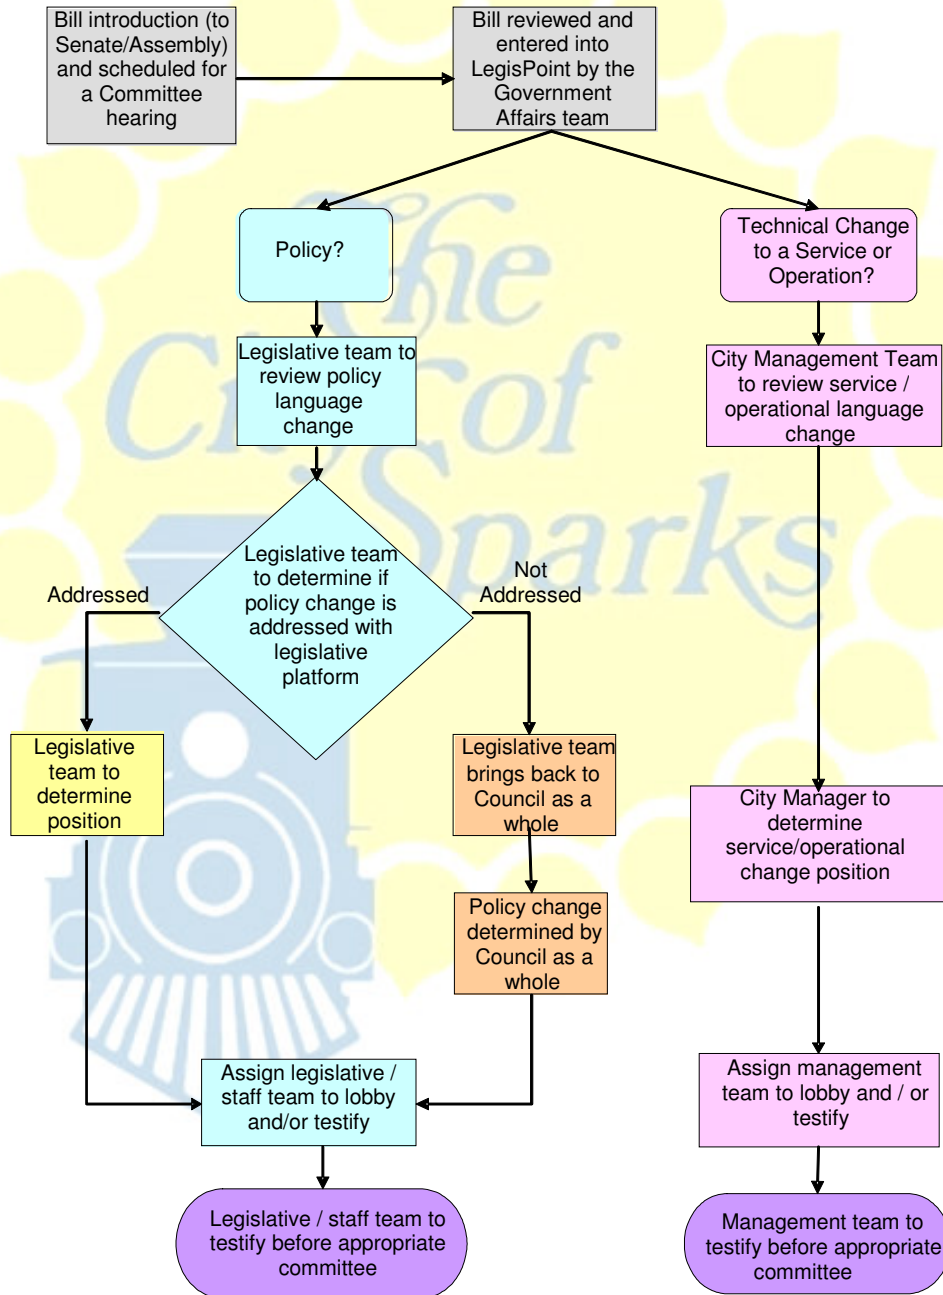 Bill introduction (to
Senate/Assembly)
and scheduled for
a Committee
hearing
Bill reviewed and
entered into
LegisPoint by the
Government
Affairs team
Policy?
Technical Change
to a Service or
Operation?
Legislative team to
review policy
language
change
City Management Team
to review service /
operational language
change
The
City of
Sparks
Legislative team
to determine if
policy change is
addressed with
legislative
platform
Addressed
Not
Addressed
Legislative
team to
determine
position
Legislative team
brings back to
Council as a
whole
City Manager to
determine
service/operational
change position
Policy change
determined by
Council as a
whole
Assign legislative /
staff team to lobby
and/or testify
Assign management
team to lobby and / or
testify
Legislative / staff team to
testify before appropriate
committee
Management team to
testify before appropriate
committee